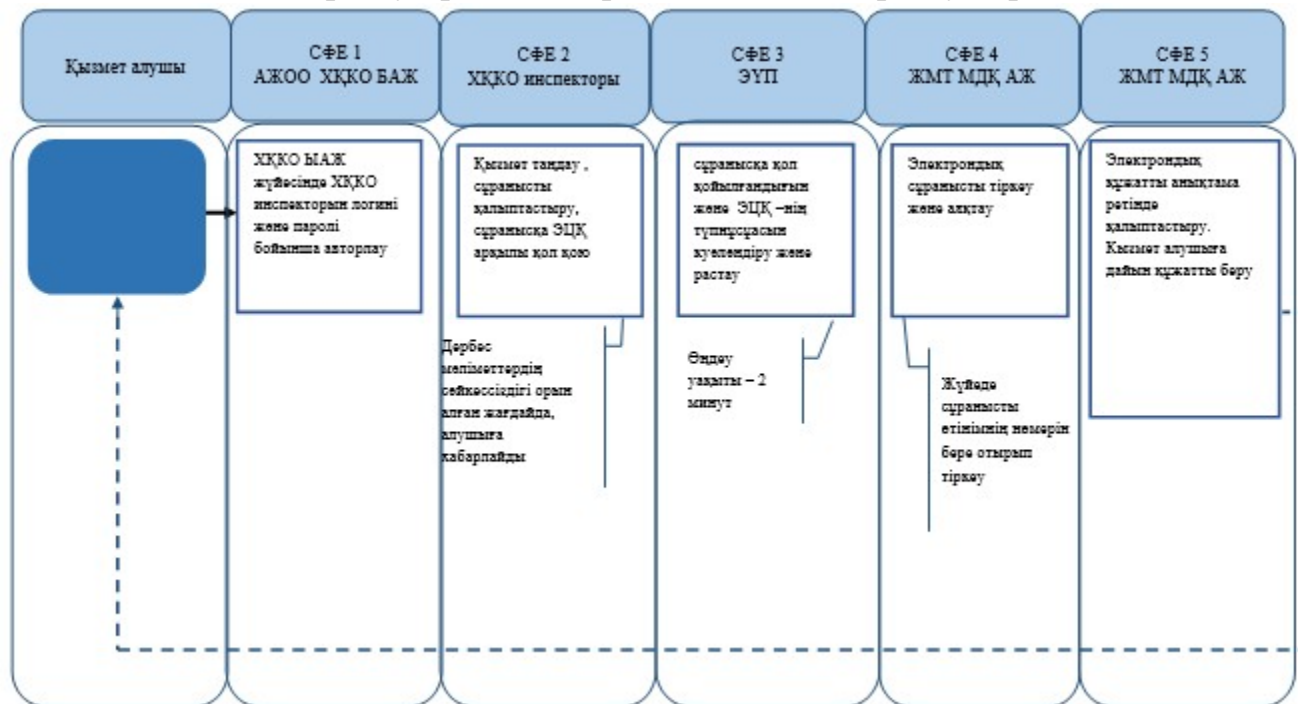 Қызмет алушы
СФЕ 1
АЖОО ХҚКО БАЖ
СФЕ 2
ХҚКО инспекторы
СФЕ 3
ЭҮП
СФЕ 4
ЖМТ МДҚ АЖ
СФЕ 5
ЖМТ МДҚ АЖ
ХҚКО ЫАЖ
жүйесінде ХҚКО
инспекторын логині
және паролі
бойынша авторлау
Қызмет таңдау ,
сұранысты
қалыптастыру,
сұранысқа ЭЦҚ
арқылы қол қою
сұранысқа қол
қойылғандығын
және ЭЦҚ –нің
түпнұсқасын
куөлендіру және
растау
Электрондық
сұранысты тіркеу
және аяқтау
Электрондық
құжатты анықтама
ретінде
қалыптастыру.
Қызмет алушыға
дайын құжатты беру
Дербес
мәліметтердің
сәйкессіздігі орын
алған жағдайда,
алушыға
хабарлайды
Өңдеу
уақыты – 2
минут
Жүйеде
сұранысты
өтінімнің нөмерін
бере отырып
тіркеу